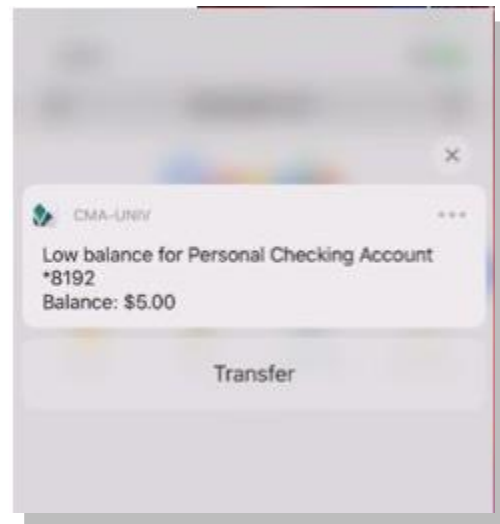 CMA-UNIV
Low balance for Personal Checking Account
*8192
Balance: $5.00
Transfer